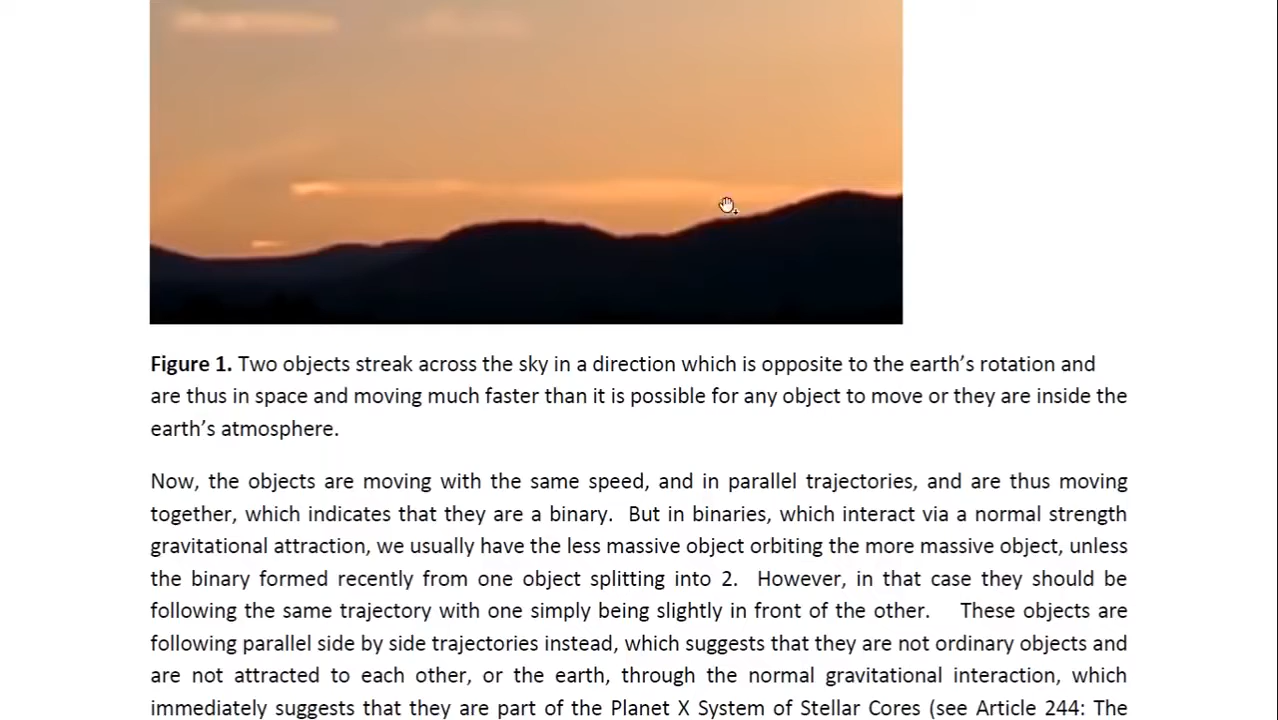 Figure 1. Two objects streak across the sky in a direction which is opposite to the earth’s rotation and
are thus in space and moving much faster than it is possible for any object to move or they are inside the
earth’s atmosphere.
Now, the objects are moving with the same speed, and in parallel trajectories, and are thus moving
together, which indicates that they are a binary. But in binaries, which interact via a normal strength
gravitational attraction, we usually have the less massive object orbiting the more massive object, unless
the binary formed recently from one object splitting into 2. However, in that case they should be
following the same trajectory with one simply being slightly in front of the other. These objects are
following parallel side by side trajectories instead, which suggests that they are not ordinary objects and
are not attracted to each other, or the earth, through the normal gravitational interaction, which
immediately suggests that they are part of the Planet X System of Stellar Cores (see Article 244: The